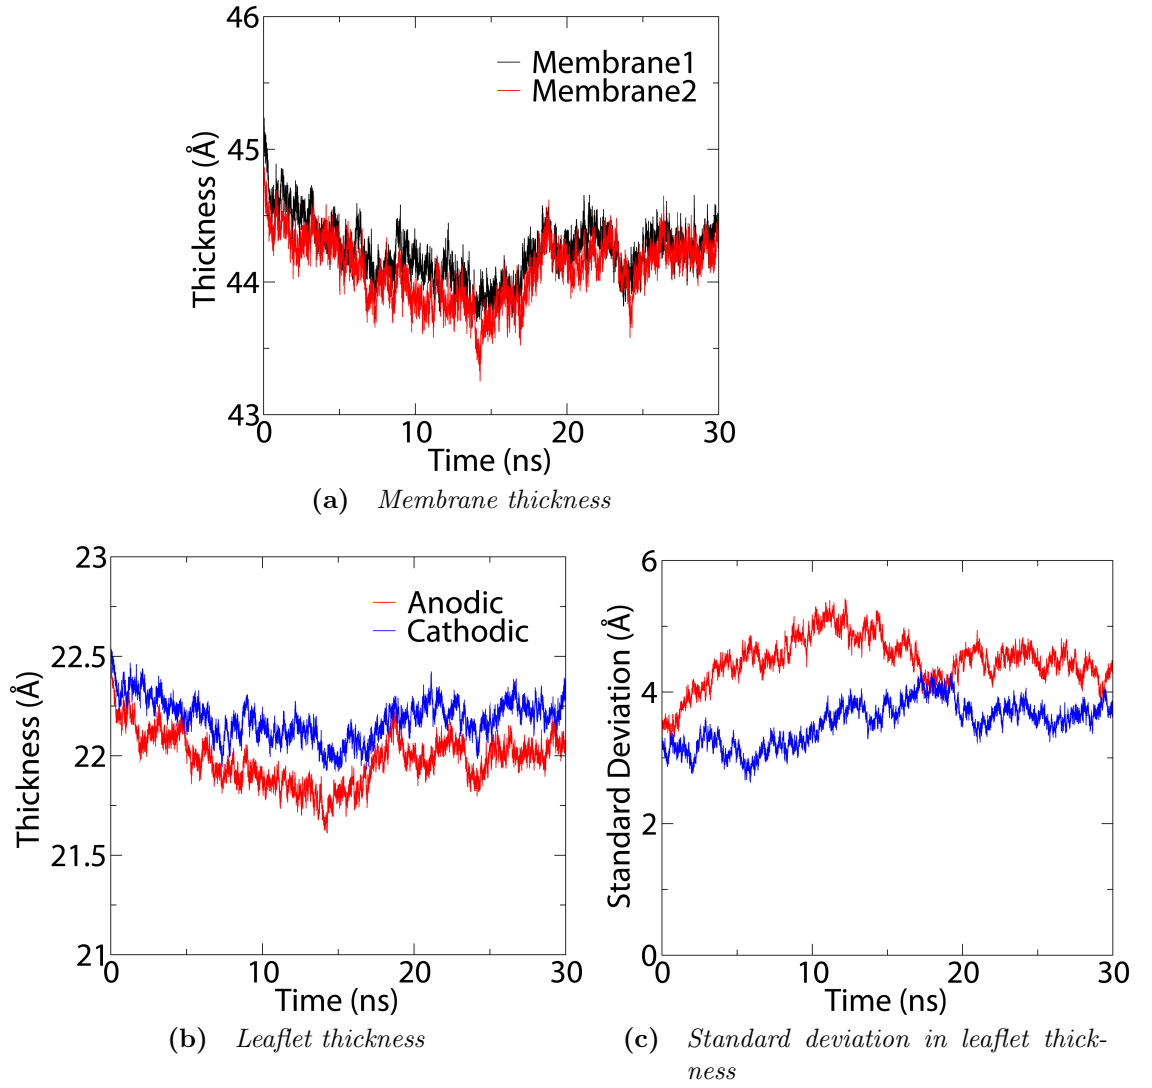 46
45
44
43
Thickness (Å)
Membrane1
Membrane2
0 10 20 30
Time (ns)
(a) Membrane thickness
23
22.5
22
21.5
21
Thickness (Å)
Anodic
Cathodic
0 10 20 30
Time (ns)
(b) Leaflet thickness
6
4
2
0
Standard Deviation (Å)
0 10 20 30
Time (ns)
(c) Standard deviation in leaflet thick-
ness